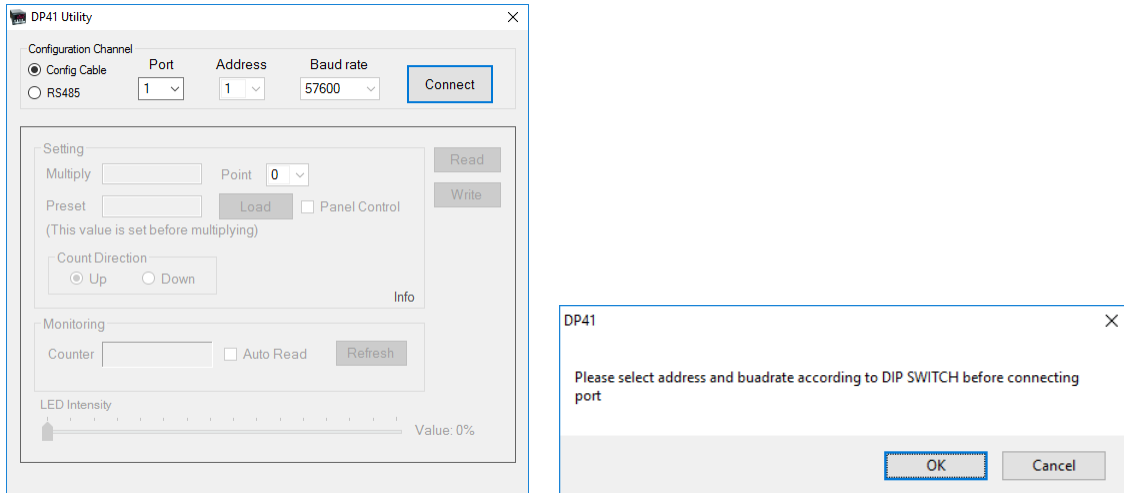 DP41 Utility
Configuration Channel
Config Cable
RS485
Port
1
Address
1
Baud rate
57600
Connect
Setting
Multiply
Point
0
Read
Preset
Load
Panel Control
Write
(This value is set before multiplying)
Count Direction
Up
Down
Info
Monitoring
Counter
Auto Read
Refresh
LED Intensity
Value: 0%
DP41
Please select address and buadrate according to DIP SWITCH before connecting
port
OK
Cancel